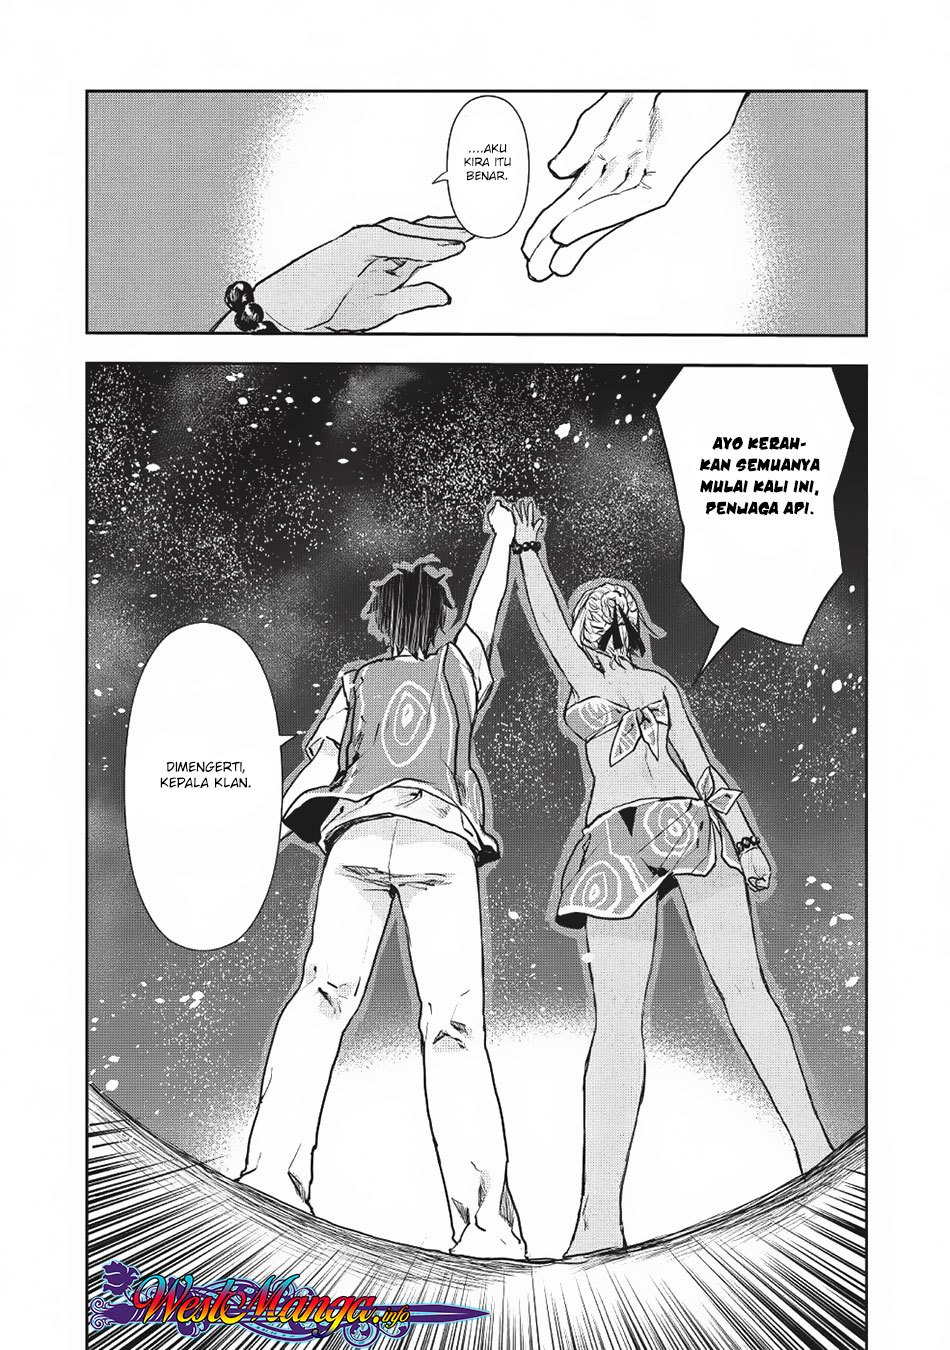 ....AKU
KIRA ITU
BENAR.
AYO KERAH-
KAN SEMUANYA
MULAI KALI INI,
PENJAGA API.
DIMENGERTI,
KEPALA KLAN.
WestManga.info